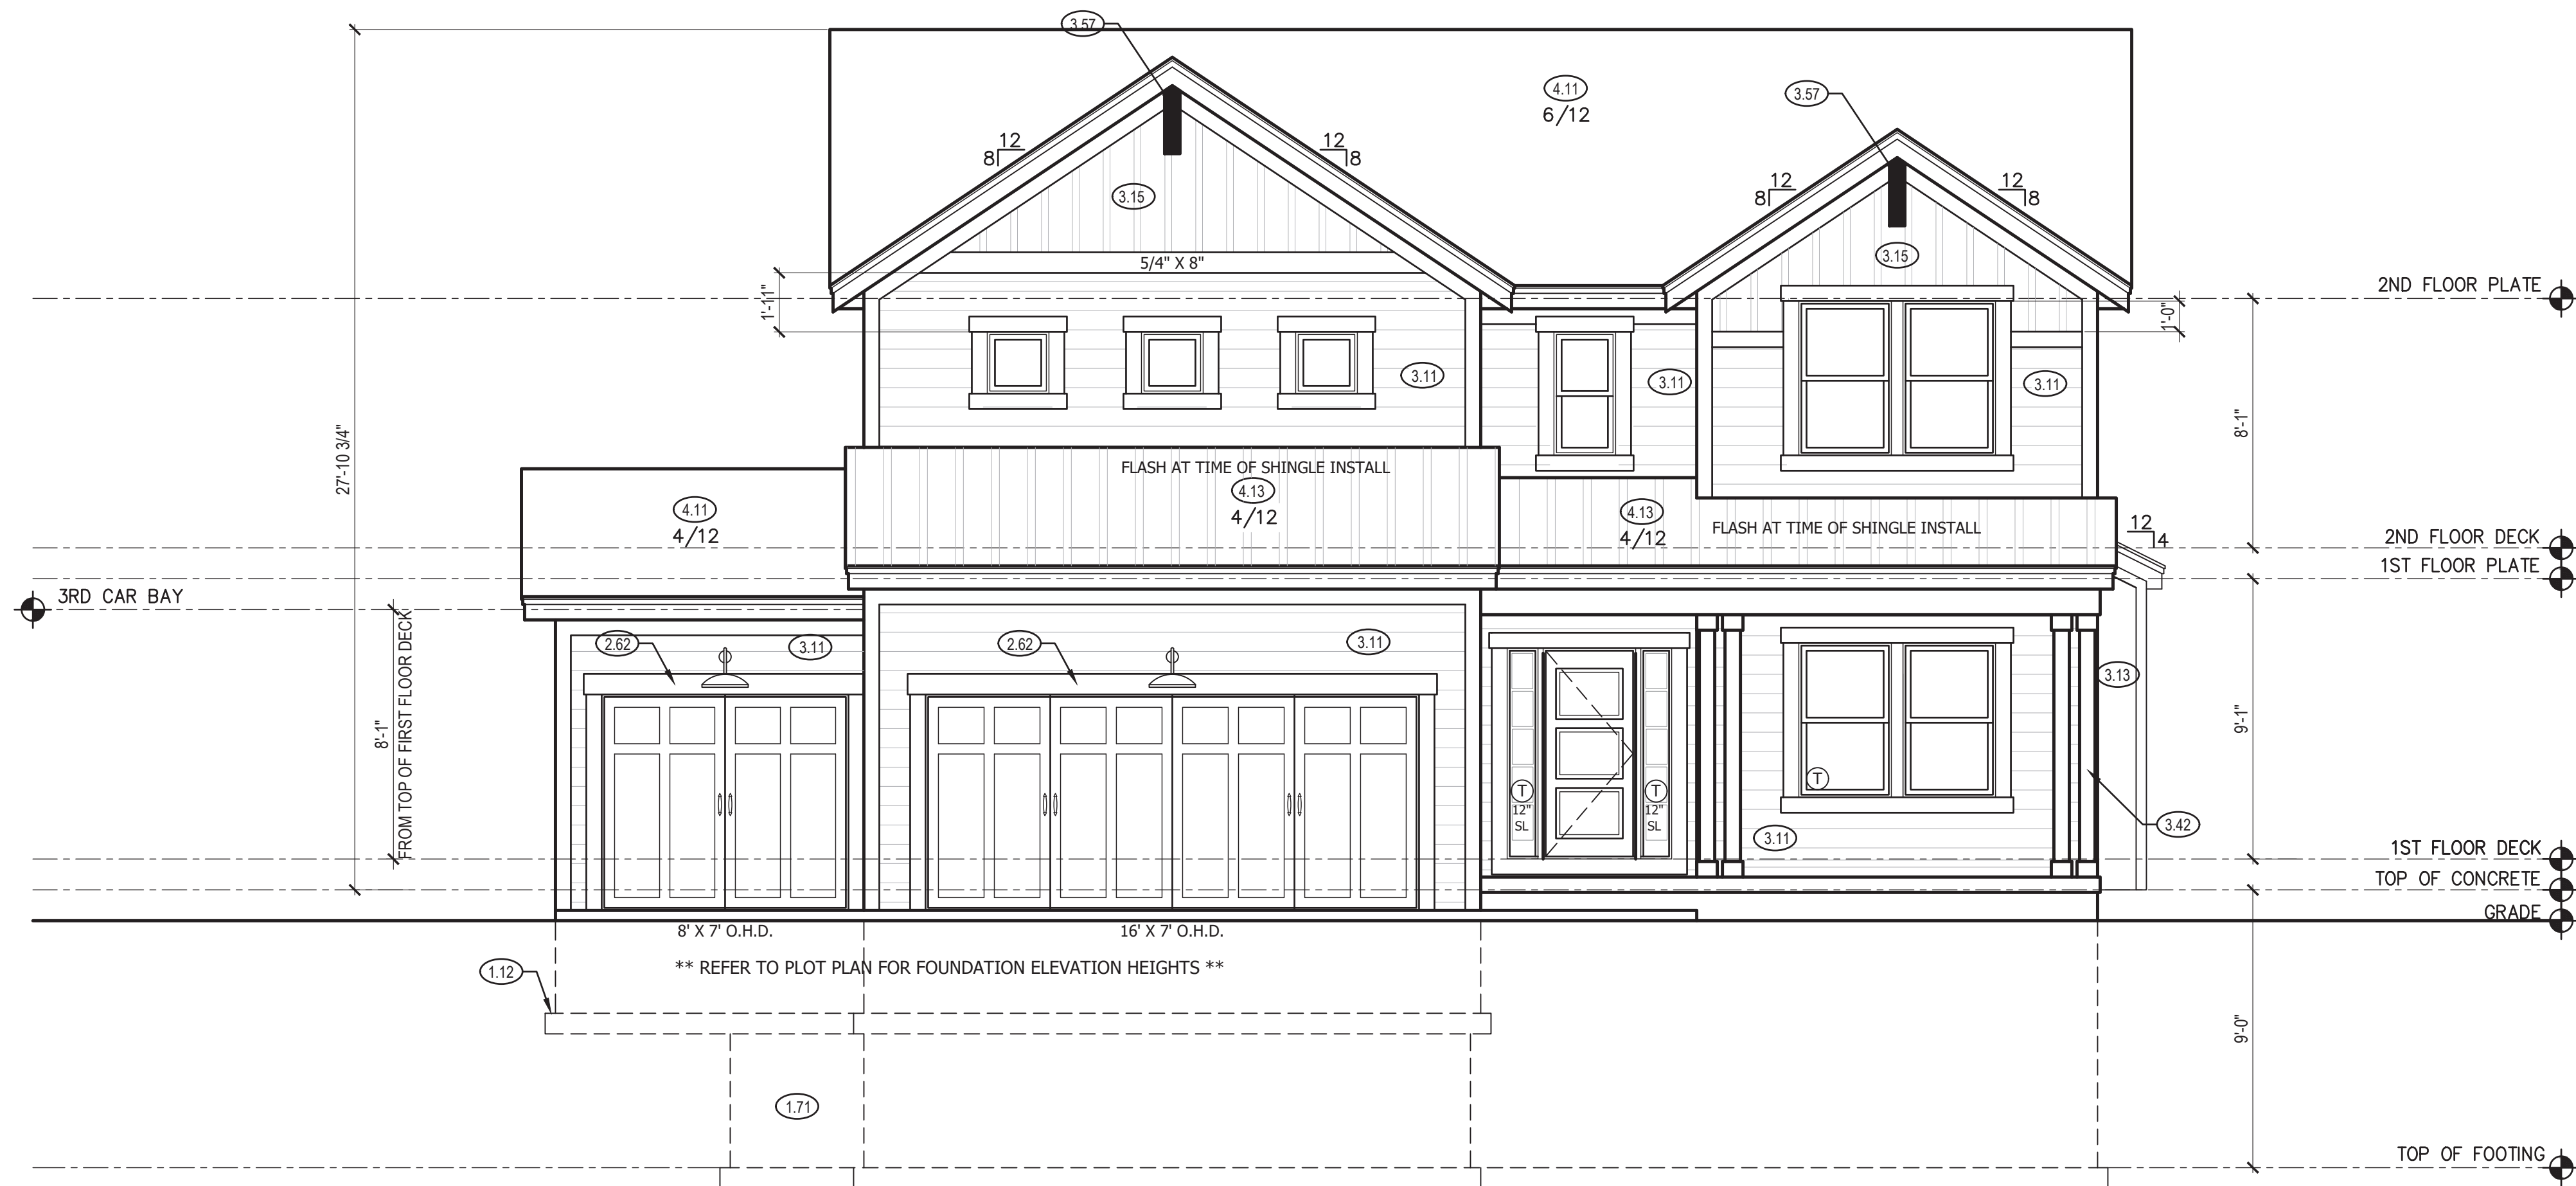 3.57
4.11
6/12
3.57
12
8
12
8
12
8
12
8
3.15
3.15
5/4" X 8"
1'-11"
2ND FLOOR PLATE
1'-0"
3.11
3.11
3.11
27'-10 3/4"
8'-1"
FLASH AT TIME OF SHINGLE INSTALL
4.13
4/12
4.11
4/12
4.13
4/12
FLASH AT TIME OF SHINGLE INSTALL
12
4
2ND FLOOR DECK
1ST FLOOR PLATE
3RD CAR BAY
8'-1"
FROM TOP OF FIRST FLOOR DECK
2.62
3.11
2.62
3.11
3.13
9'-1"
T
12"
SL
T
12"
SL
T
3.11
3.42
1ST FLOOR DECK
TOP OF CONCRETE
GRADE
8' X 7' O.H.D.
16' X 7' O.H.D.
** REFER TO PLOT PLAN FOR FOUNDATION ELEVATION HEIGHTS **
1.12
9'-0"
1.71
TOP OF FOOTING